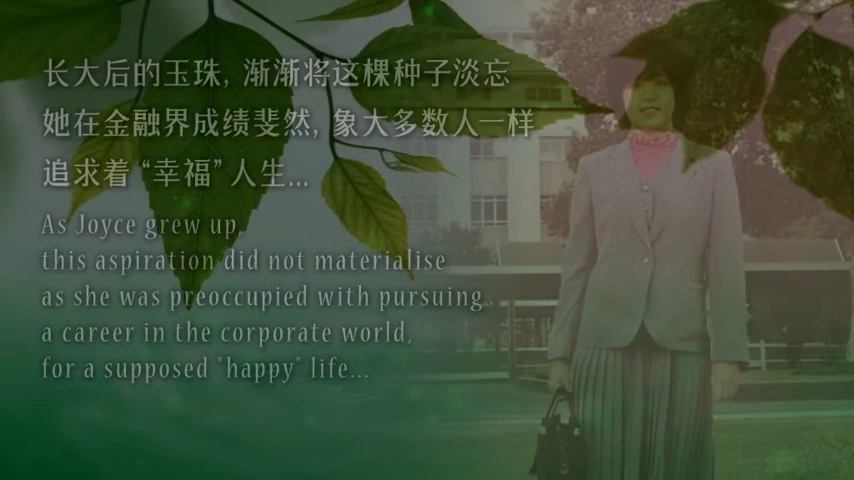 长大后的玉珠，渐渐将这棵种子淡忘
她在金融界成绩斐然，象大多数人一样
追求着“幸福”人生...
As Joyce grew up,
this aspiration did not materialise
as she was preoccupied with pursuing
a career in the corporate world,
for a supposed "happy" life...